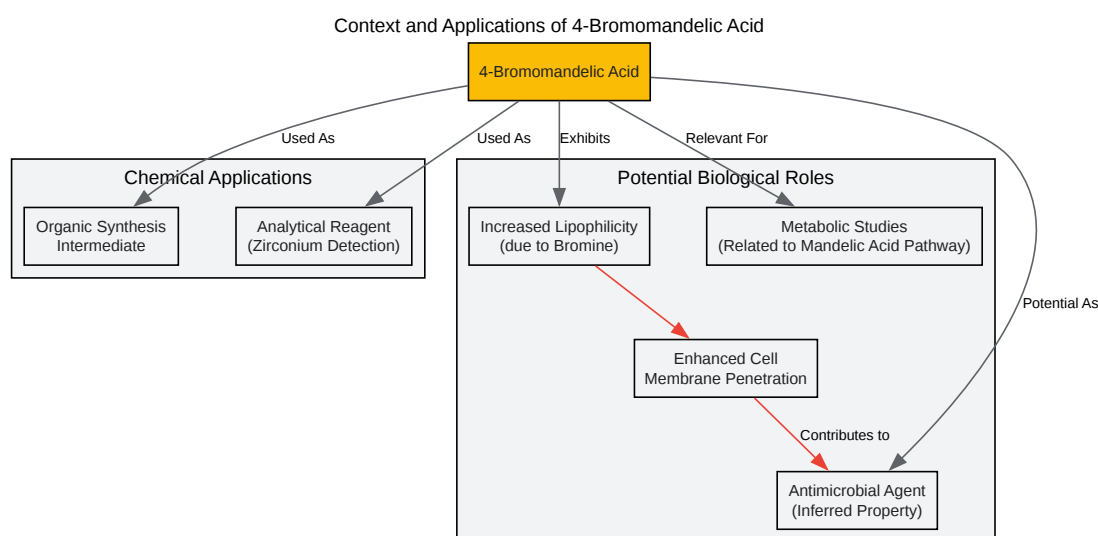 Context and Applications of 4-Bromomandelic Acid
4-Bromomandelic Acid
Used As
Used As
Exhibits
Relevant For
Chemical Applications
Potential Biological Roles
Organic Synthesis
Intermediate
Analytical Reagent
(Zirconium Detection)
Increased Lipophilicity
(due to Bromine)
Metabolic Studies
(Related to Mandelic Acid Pathway)
Potential As
Enhanced Cell
Membrane Penetration
Contributes to
Antimicrobial Agent
(Inferred Property)